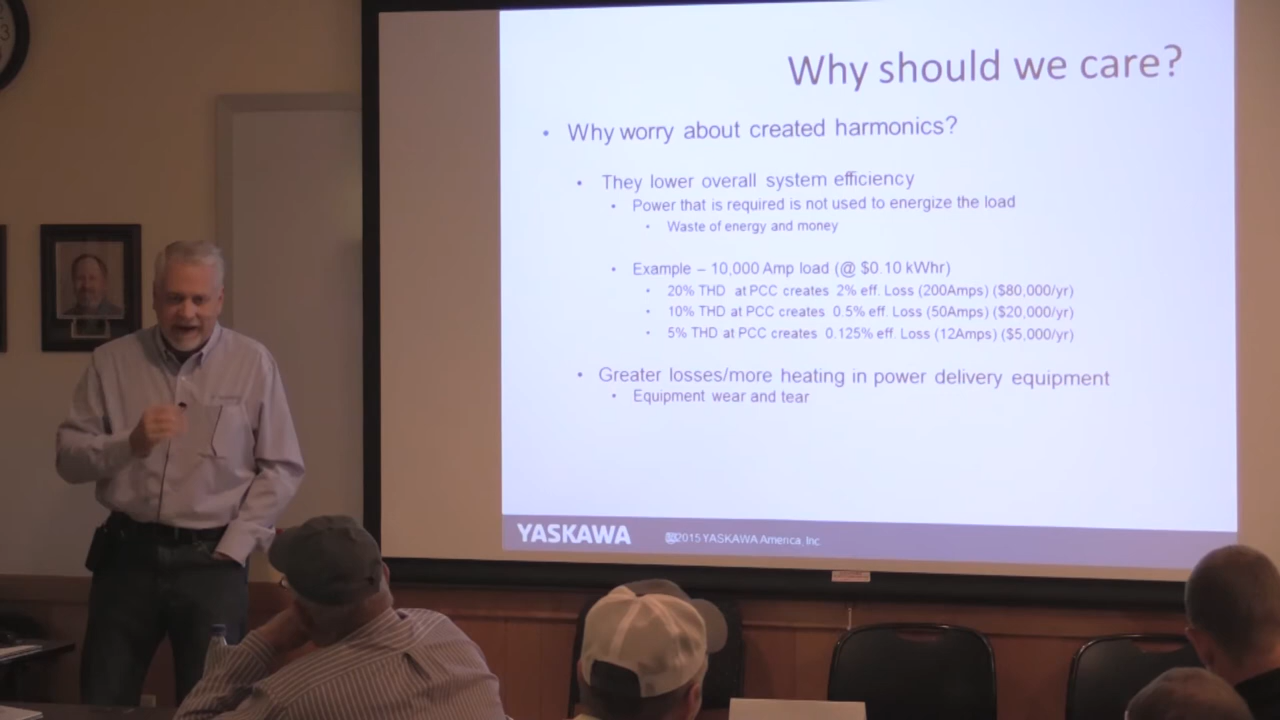 Why should we care?
• Why worry about created harmonics?
• They lower overall system efficiency
• Power that is required is not used to energize the load
• Waste of energy and money
• Example – 10,000 Amp load (@ $0.10 kWhr)
• 20% THD at PCC creates 2% eff. Loss (200Amps) ($80,000/yr)
• 10% THD at PCC creates 0.5% eff. Loss (50Amps) ($20,000/yr)
• 5% THD at PCC creates 0.125% eff. Loss (12Amps) ($5,000/yr)
• Greater losses/more heating in power delivery equipment
• Equipment wear and tear
YASKAWA
2015 YASKAWA America, Inc